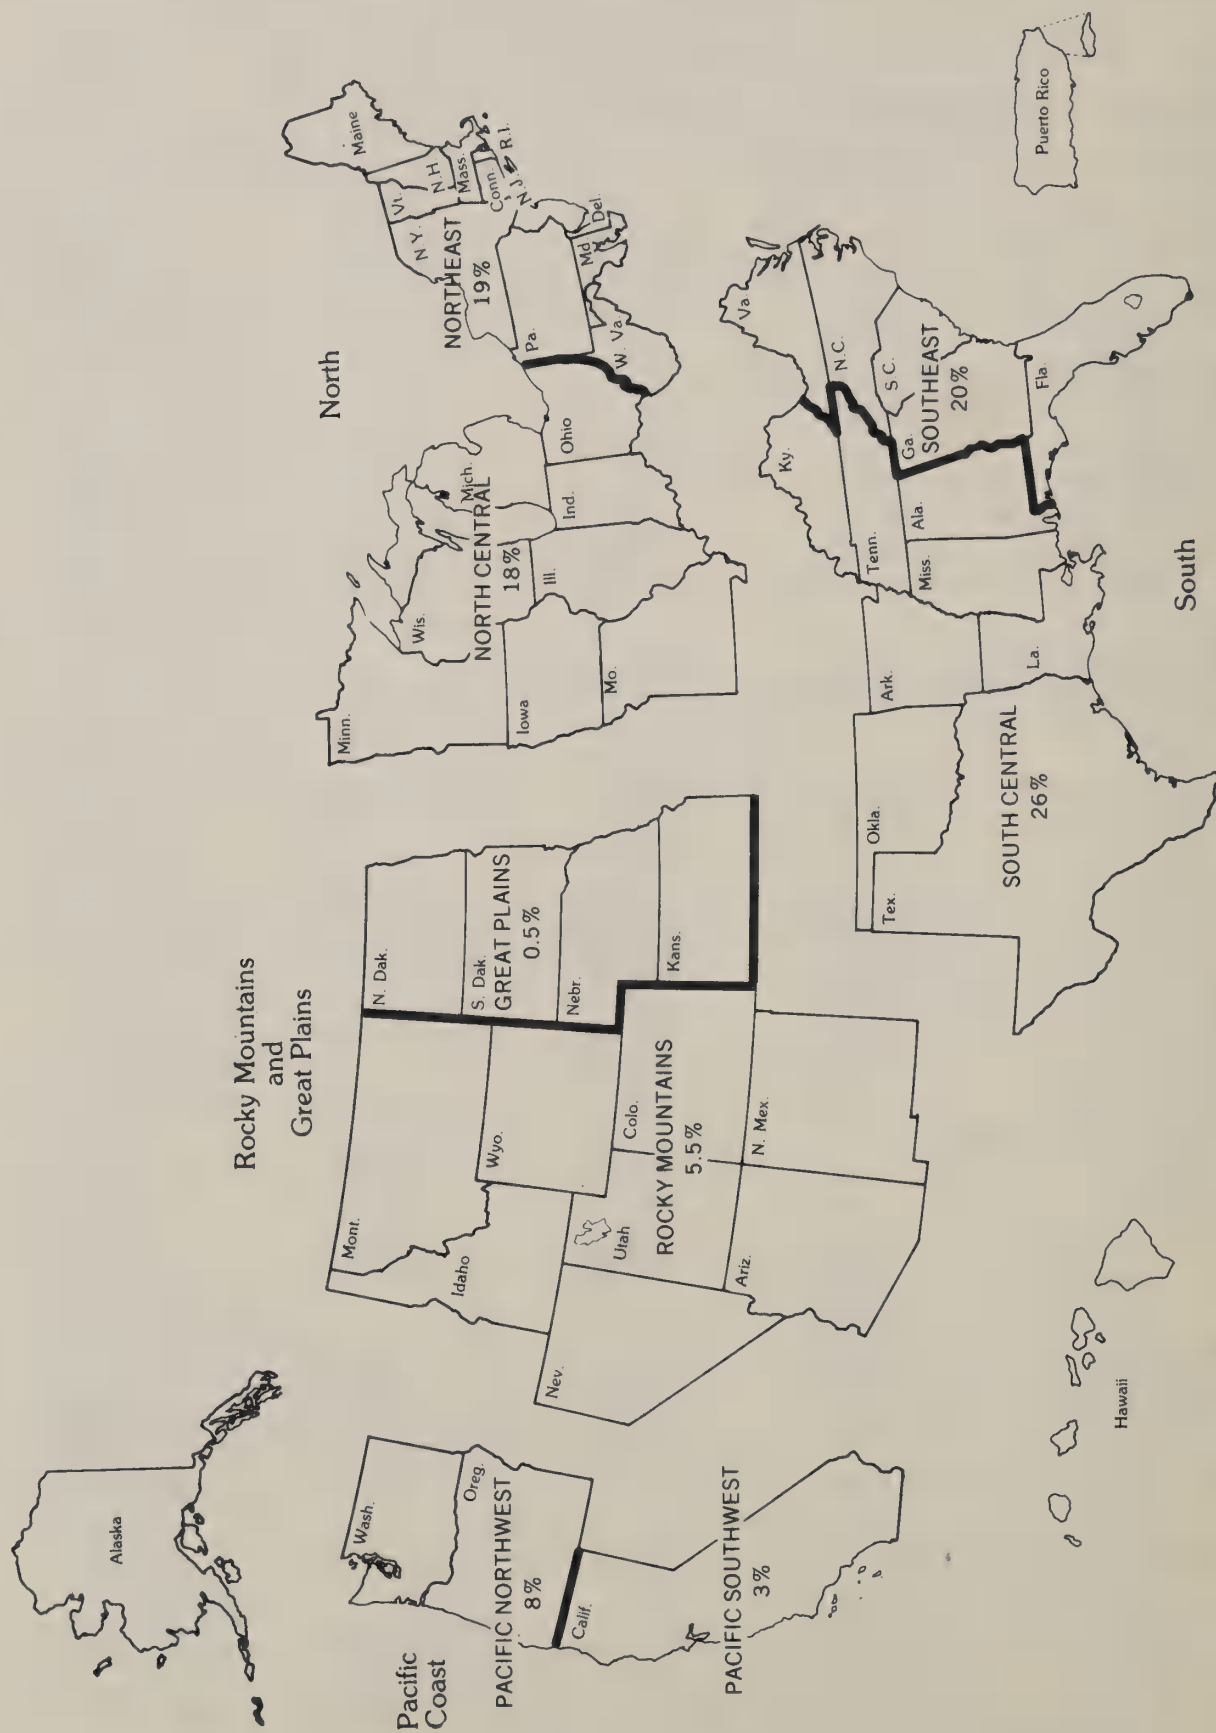 Alaska
Pacific
Coast
Wash.
Oreg.
PACIFIC NORTHWEST
8%
Calif.
PACIFIC SOUTHWEST
3%
Hawaii
Rocky Mountains
and
Great Plains
Mont.
Idaho
Wyo.
Nev.
Utah
Colo.
ROCKY MOUNTAINS
5.5%
Ariz.
N. Mex.
N. Dak.
S. Dak.
GREAT PLAINS
0.5%
Nebr.
Kans.
North
Minn.
Wis.
Mich.
NORTH CENTRAL
18%
Iowa
Ill.
Ind.
Ohio
Mo.
Maine
Vt.
N.H
N.Y.
Mass.
NORTHEAST
19%
Conn.
R.I.
N.J.
Pa.
Md
Del.
W. Va.
Va.
Ky.
N.C.
Tenn.
S.C.
Ga.
SOUTHEAST
20%
Ala.
Miss.
Fla.
Ark.
La.
Okla.
Tex.
SOUTH CENTRAL
26%
South
Puerto Rico